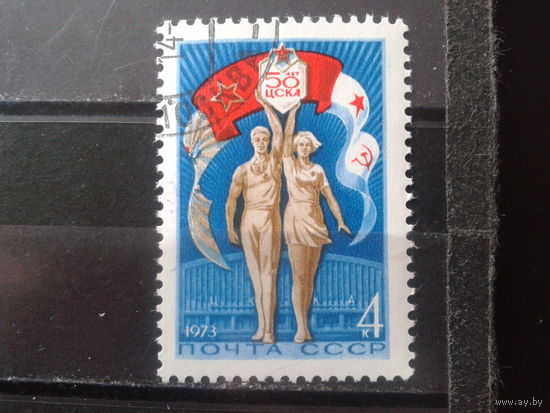 50 ЛЕТ
ЦСКА
Ц С К А
1973
4 К
ПОЧТА СССР
www.ay.by